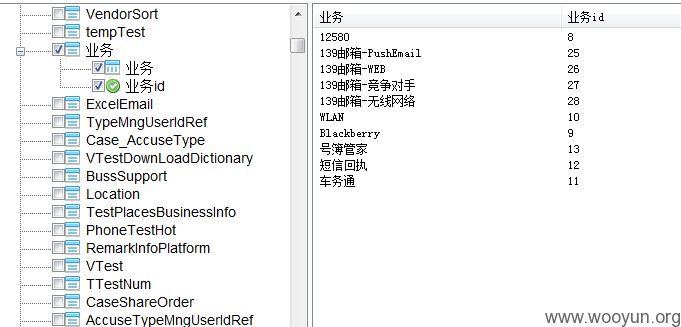 VendorSort
tempTest
业务
业务
业务id
ExcelEmail
TypeMngUserIdRef
Case_AccuseType
VTestDownLoadDictionary
BussSupport
Location
TestPlacesBusinessInfo
PhoneTestHot
RemarkInfoPlatform
VTest
TTestNum
CaseShareOrder
AccuseTypeMngUserIdRef
业务 业务id
12580 8
139邮箱-PushEmail 25
139邮箱-WEB 26
139邮箱-竞争对手 27
139邮箱-无线网络 28
WLAN 10
Blackberry 9
号簿管家 13
短信回执 12
车务通 11
www.wooyun.org